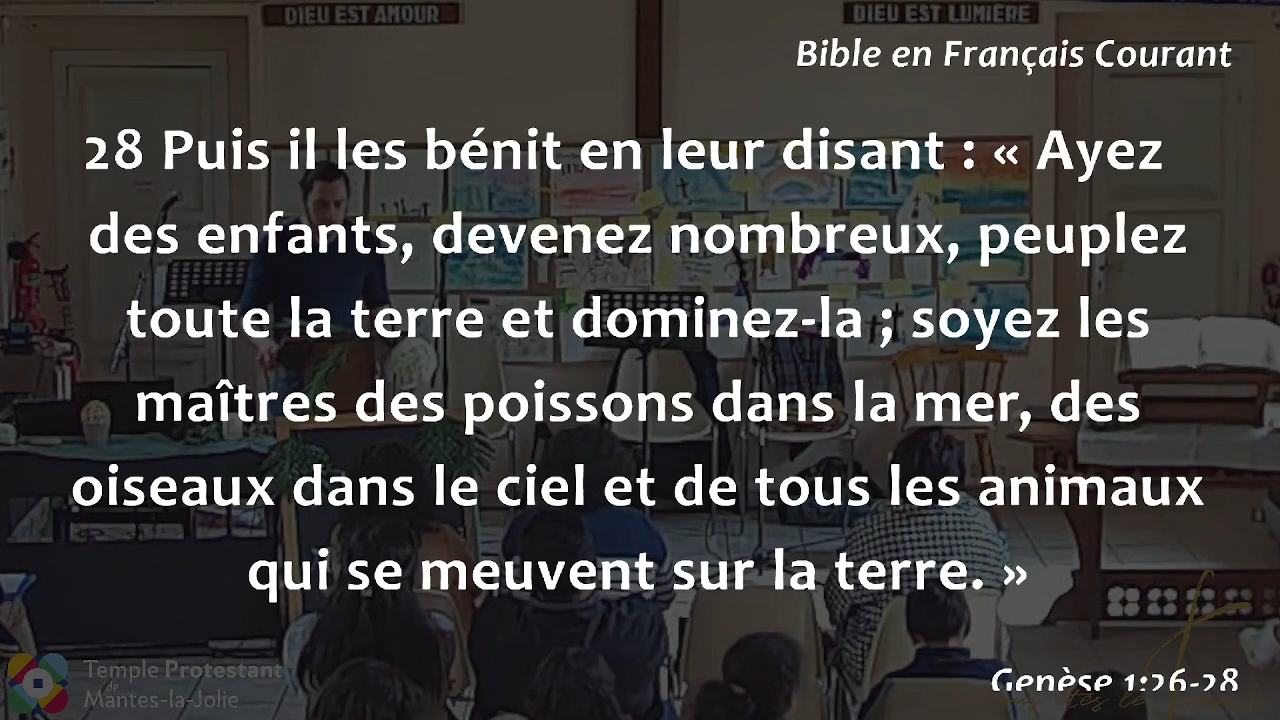 DIEU EST AMOUR
DIEU EST LUMIÈRE
Bible en Français Courant
28 Puis il les bénit en leur disant : « Ayez
des enfants, devenez nombreux, peuplez
toute la terre et dominez-la ; soyez les
maîtres des poissons dans la mer, des
oiseaux dans le ciel et de tous les animaux
qui se meuvent sur la terre. »
Temple Protestant
de
Mantes-la-Jolie
Genèse 1:26-28